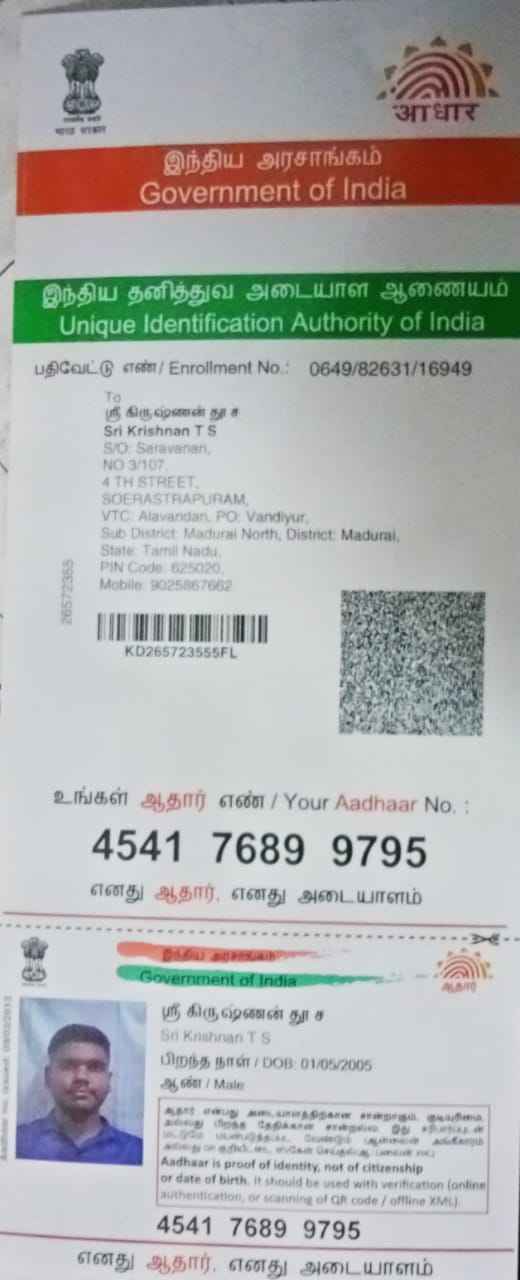 भारत सरकार
आधार
இந்திய அரசாங்கம்
Government of India
இந்திய தனித்துவ அடையாள ஆணையம்
Unique Identification Authority of India
பதிவேட்டு எண்/ Enrollment No.: 0649/82631/16949
To
ஸ்ரீ கிருஷ்ணன் தூ ச
Sri Krishnan T S
S/O: Saravanan,
NO 3/107,
4 TH STREET,
SOERASTRAPURAM,
VTC: Alavandan, PO: Vandiyur,
Sub District: Madurai North, District: Madurai,
State: Tamil Nadu,
PIN Code: 625020,
Mobile: 9025867662
26572355
KD265723555FL
உங்கள் ஆதார் எண் / Your Aadhaar No. :
4541 7689 9795
எனது ஆதார், எனது அடையாளம்
இந்திய அரசாங்கம்
Government of India
ஆதார்
Aadhaar no. issued: 09/03/2013
ஸ்ரீ கிருஷ்ணன் தூ ச
Sri Krishnan T S
பிறந்த நாள் / DOB: 01/05/2005
ஆண் / Male
ஆதார் என்பது அடையாளத்திற்கான சான்றாகும், குடியுரிமை
அல்லது பிறந்த தேதிக்கான சான்றல்ல. இது சரிபார்ப்புடன்
மட்டுமே பயன்படுத்தப்பட வேண்டும் (ஆன்லைன் அங்கீகாரம்
Aadhaar is proof of identity, not of citizenship
or date of birth. It should be used with verification (online
authentication, or scanning of QR code / offline XML).
4541 7689 9795
எனது ஆதார், எனது அடையாளம்